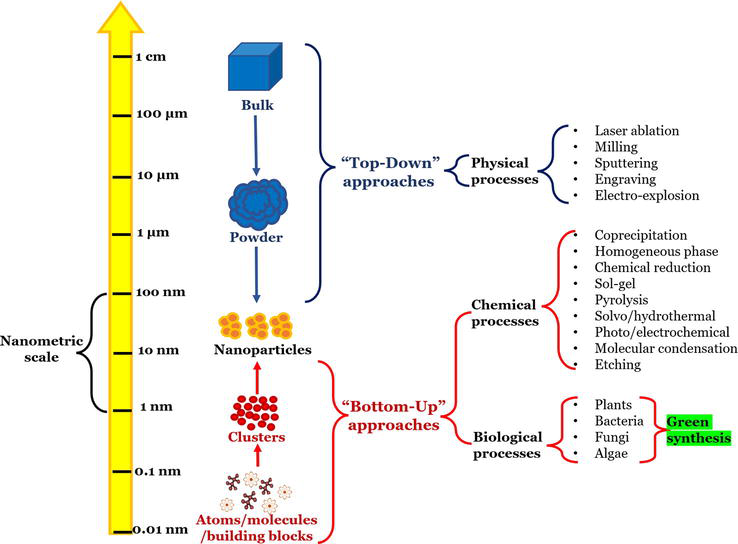 1 cm
100 µm
10 µm
1 µm
100 nm
10 nm
1 nm
0.1 nm
0.01 nm
Nanometric
scale
Bulk
Powder
Nanoparticles
Clusters
Atoms/molecules
/building blocks
“Top-Down”
approaches
Physical
processes
• Laser ablation
• Milling
• Sputtering
• Engraving
• Electro-explosion
“Bottom-Up”
approaches
Chemical
processes
• Coprecipitation
• Homogeneous phase
• Chemical reduction
• Sol-gel
• Pyrolysis
• Solvo/hydrothermal
• Photo/electrochemical
• Molecular condensation
• Etching
Biological
processes
• Plants
• Bacteria
• Fungi
• Algae
Green
synthesis